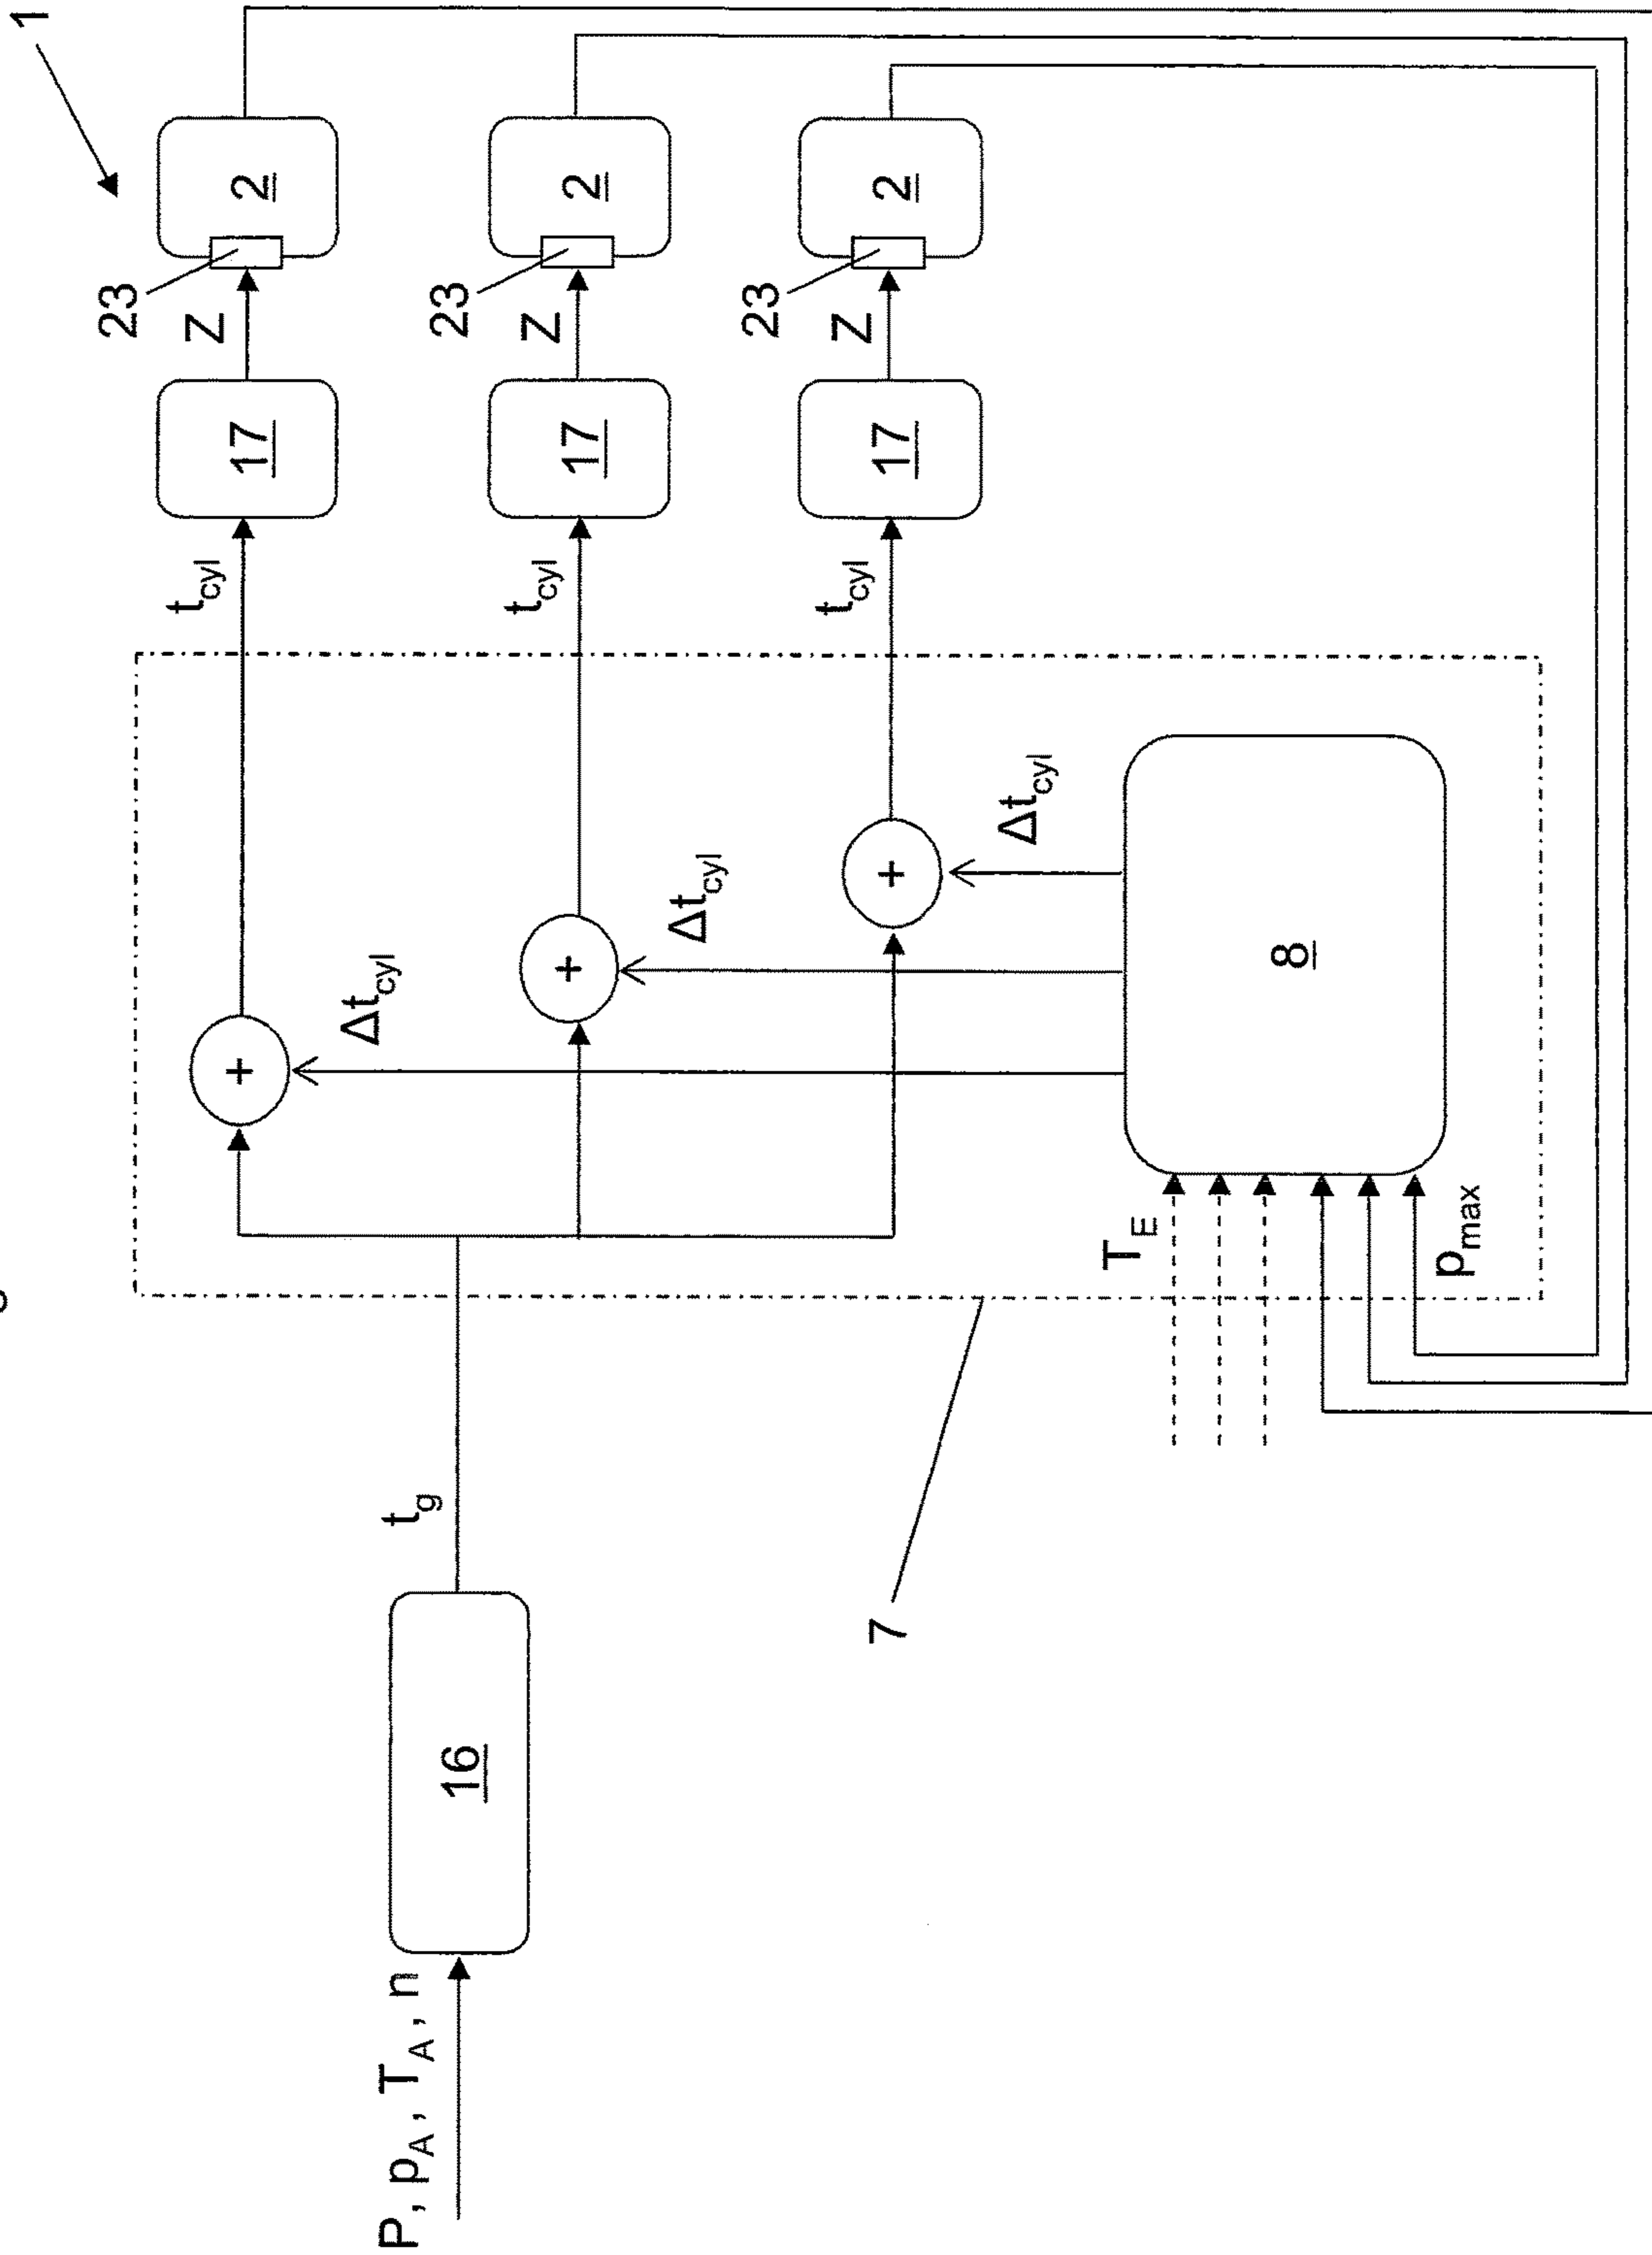 1
23
Z
2
17
t_cyl
23
Z
2
17
t_cyl
23
Z
2
17
t_cyl
+
Δt_cyl
+
Δt_cyl
+
Δt_cyl
8
T_E
p_max
t_g
7
16
P, p_A, T_A, n